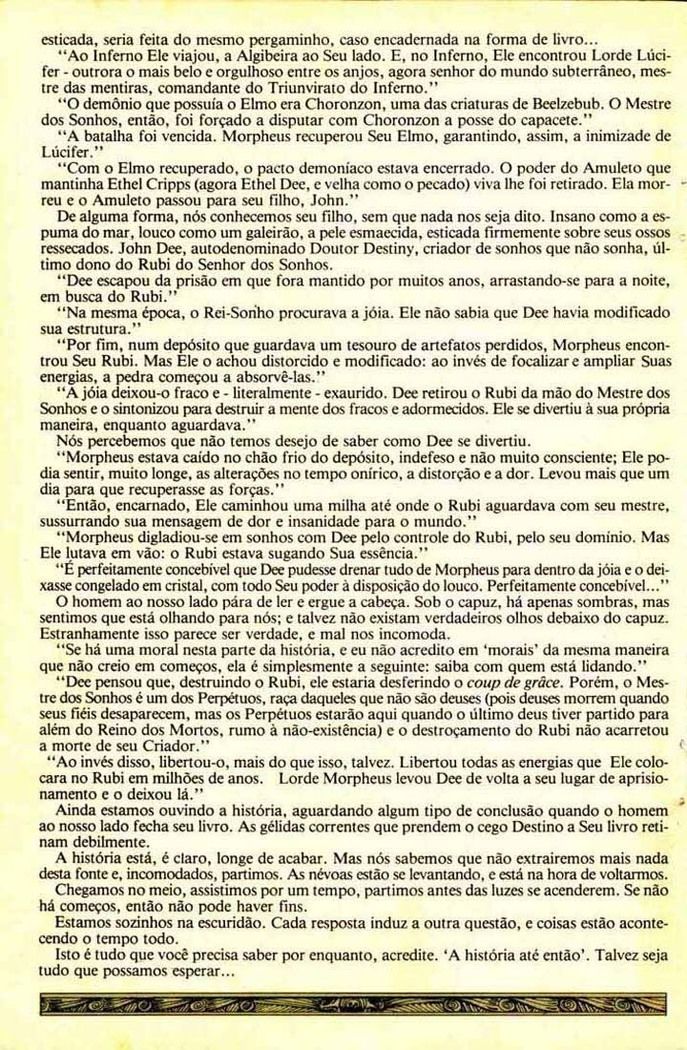 esticada, seria feita do mesmo pergaminho, caso encadernada na forma de livro...
"Ao Inferno Ele viajou, a Algibeira ao Seu lado. E, no Inferno, Ele encontrou Lorde Lúci-
fer - outrora o mais belo e orgulhoso entre os anjos, agora senhor do mundo subterrâneo, mes-
tre das mentiras, comandante do Triunvirato do Inferno."
"O demônio que possuía o Elmo era Choronzon, uma das criaturas de Beelzebub. O Mestre
dos Sonhos, então, foi forçado a disputar com Choronzon a posse do capacete."
"A batalha foi vencida. Morpheus recuperou Seu Elmo, garantindo, assim, a inimizade de
Lúcifer."
"Com o Elmo recuperado, o pacto demoníaco estava encerrado. O poder do Amuleto que
mantinha Ethel Cripps (agora Ethel Dee, e velha como o pecado) viva lhe foi retirado. Ela mor-
reu e o Amuleto passou para seu filho, John."
De alguma forma, nós conhecemos seu filho, sem que nada nos seja dito. Insano como a es-
puma do mar, louco como um galeirão, a pele esmaecida, esticada firmemente sobre seus ossos
ressecados. John Dee, autodenominado Doutor Destiny, criador de sonhos que não sonha, úl-
timo dono do Rubi do Senhor dos Sonhos.
"Dee escapou da prisão em que fora mantido por muitos anos, arrastando-se para a noite,
em busca do Rubi."
"Na mesma época, o Rei-Sonho procurava a jóia. Ele não sabia que Dee havia modificado
sua estrutura."
"Por fim, num depósito que guardava um tesouro de artefatos perdidos, Morpheus encon-
trou Seu Rubi. Mas Ele o achou distorcido e modificado: ao invés de focalizar e ampliar Suas
energias, a pedra começou a absorvê-las."
"A jóia deixou-o fraco e - literalmente - exaurido. Dee retirou o Rubi da mão do Mestre dos
Sonhos e o sintonizou para destruir a mente dos fracos e adormecidos. Ele se divertiu à sua própria
maneira, enquanto aguardava."
Nós percebemos que não temos desejo de saber como Dee se divertiu.
"Morpheus estava caído no chão frio do depósito, indefeso e não muito consciente; Ele po-
dia sentir, muito longe, as alterações no tempo onírico, a distorção e a dor. Levou mais que um
dia para que recuperasse as forças."
"Então, encarnado, Ele caminhou uma milha até onde o Rubi aguardava com seu mestre,
sussurrando sua mensagem de dor e insanidade para o mundo."
"Morpheus digladiou-se em sonhos com Dee pelo controle do Rubi, pelo seu domínio. Mas
Ele lutava em vão: o Rubi estava sugando Sua essência."
"É perfeitamente concebível que Dee pudesse drenar tudo de Morpheus para dentro da jóia e o dei-
xasse congelado em cristal, com todo Seu poder à disposição do louco. Perfeitamente concebível..."
O homem ao nosso lado pára de ler e ergue a cabeça. Sob o capuz, há apenas sombras, mas
sentimos que está olhando para nós; e talvez não existam verdadeiros olhos debaixo do capuz.
Estranhamente isso parece ser verdade, e mal nos incomoda.
"Se há uma moral nesta parte da história, e eu não acredito em 'morais' da mesma maneira
que não creio em começos, ela é simplesmente a seguinte: saiba com quem está lidando."
"Dee pensou que, destruindo o Rubi, ele estaria desferindo o coup de grâce. Porém, o Mes-
tre dos Sonhos é um dos Perpétuos, raça daqueles que não são deuses (pois deuses morrem quando
seus fiéis desaparecem, mas os Perpétuos estarão aqui quando o último deus tiver partido para
além do Reino dos Mortos, rumo à não-existência) e o destroçamento do Rubi não acarretou
a morte de seu Criador."
"Ao invés disso, libertou-o, mais do que isso, talvez. Libertou todas as energias que Ele colo-
cara no Rubi em milhões de anos. Lorde Morpheus levou Dee de volta a seu lugar de aprisio-
namento e o deixou lá."
Ainda estamos ouvindo a história, aguardando algum tipo de conclusão quando o homem
ao nosso lado fecha seu livro. As gélidas correntes que prendem o cego Destino a Seu livro reti-
nam debilmente.
A história está, é claro, longe de acabar. Mas nós sabemos que não extrairemos mais nada
desta fonte e, incomodados, partimos. As névoas estão se levantando, e está na hora de voltarmos.
Chegamos no meio, assistimos por um tempo, partimos antes das luzes se acenderem. Se não
há começos, então não pode haver fins.
Estamos sozinhos na escuridão. Cada resposta induz a outra questão, e coisas estão aconte-
cendo o tempo todo.
Isto é tudo que você precisa saber por enquanto, acredite. 'A história até então'. Talvez seja
tudo que possamos esperar...